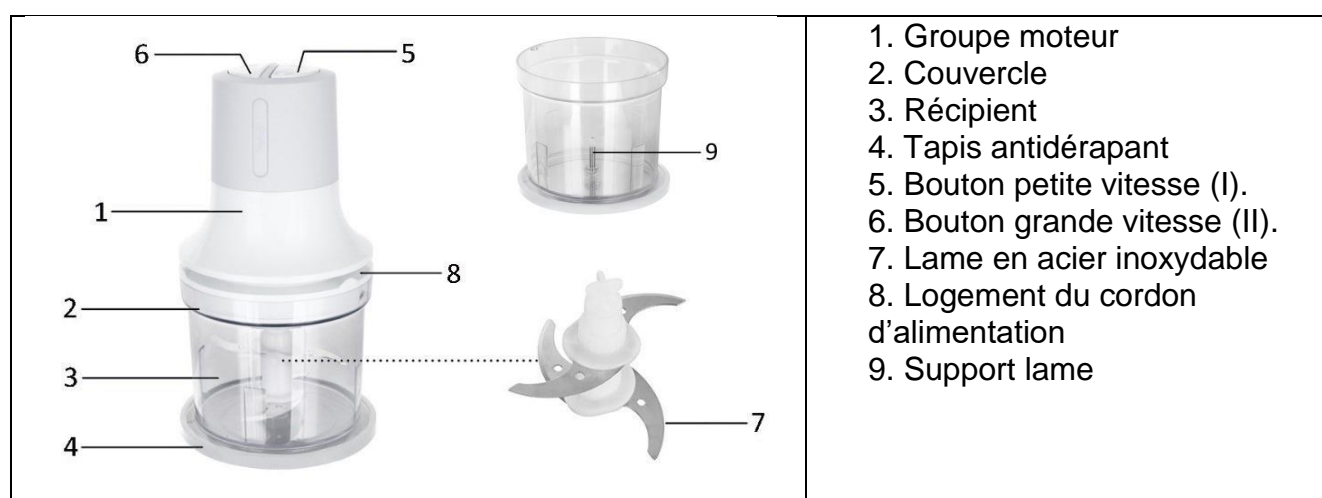 6
5
9
1
8
2
3
7
4
1. Groupe moteur
2. Couvercle
3. Récipient
4. Tapis antidérapant
5. Bouton petite vitesse (I).
6. Bouton grande vitesse (II).
7. Lame en acier inoxydable
8. Logement du cordon
d’alimentation
9. Support lame